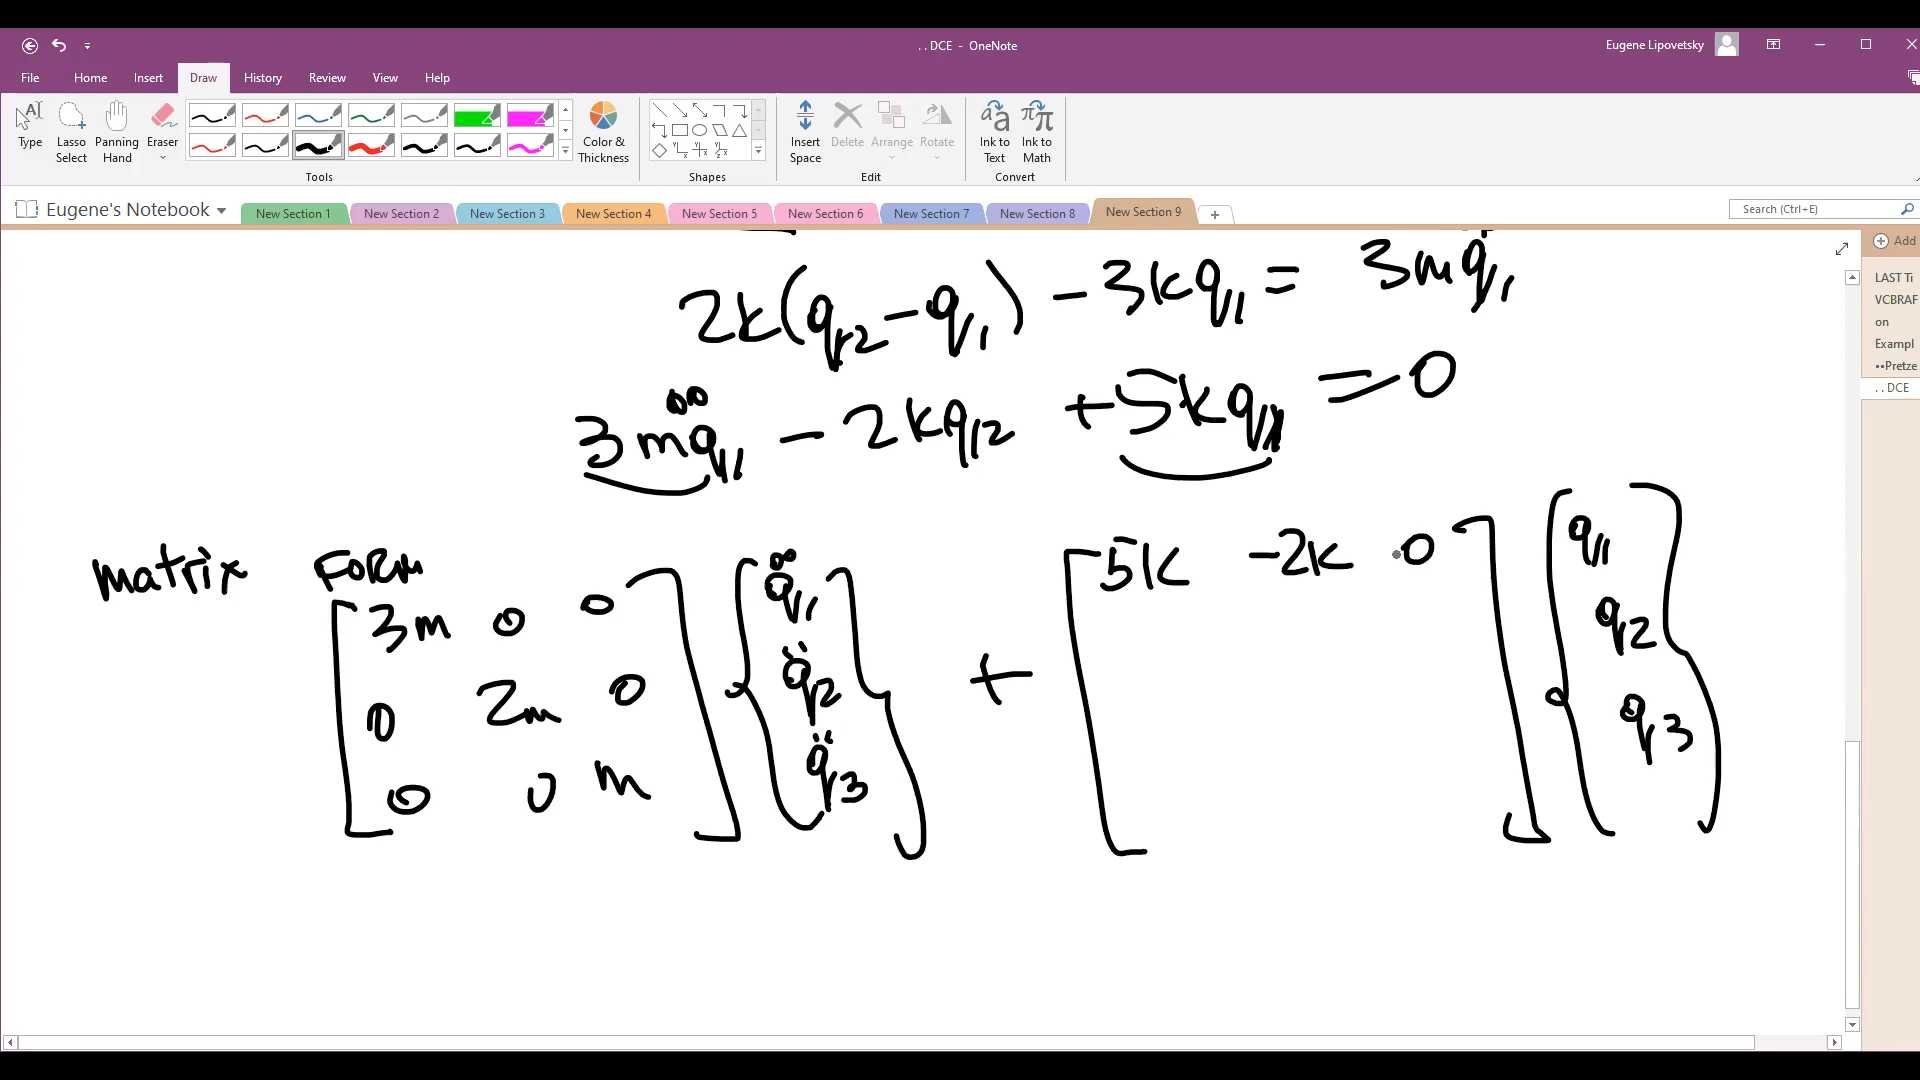 . . DCE - OneNote
Eugene Lipovetsky
File Home Insert Draw History Review View Help
Type
Lasso Select
Panning Hand
Eraser
Color & Thickness
Insert Space
Delete
Arrange
Rotate
Ink to Text
Ink to Math
Tools Shapes Edit Convert
Eugene's Notebook New Section 1 New Section 2 New Section 3 New Section 4 New Section 5 New Section 6 New Section 7 New Section 8 New Section 9 + Search (Ctrl+E)
Add
LAST Ti
VCBRAF
on
Exampl
••Pretze
. . DCE
2k(q₂ - q₁) - 3kq₁ = 3mq̈₁
3mq̈₁ - 2kq₂ + 5kq₁ = 0
matrix FORM
[3m 0 0] {q̈₁} + [5k -2k 0] {q₁}
[0 2m 0] {q̈₂} [ ] {q₂}
[0 0 m] {q̈₃} [ ] {q₃}